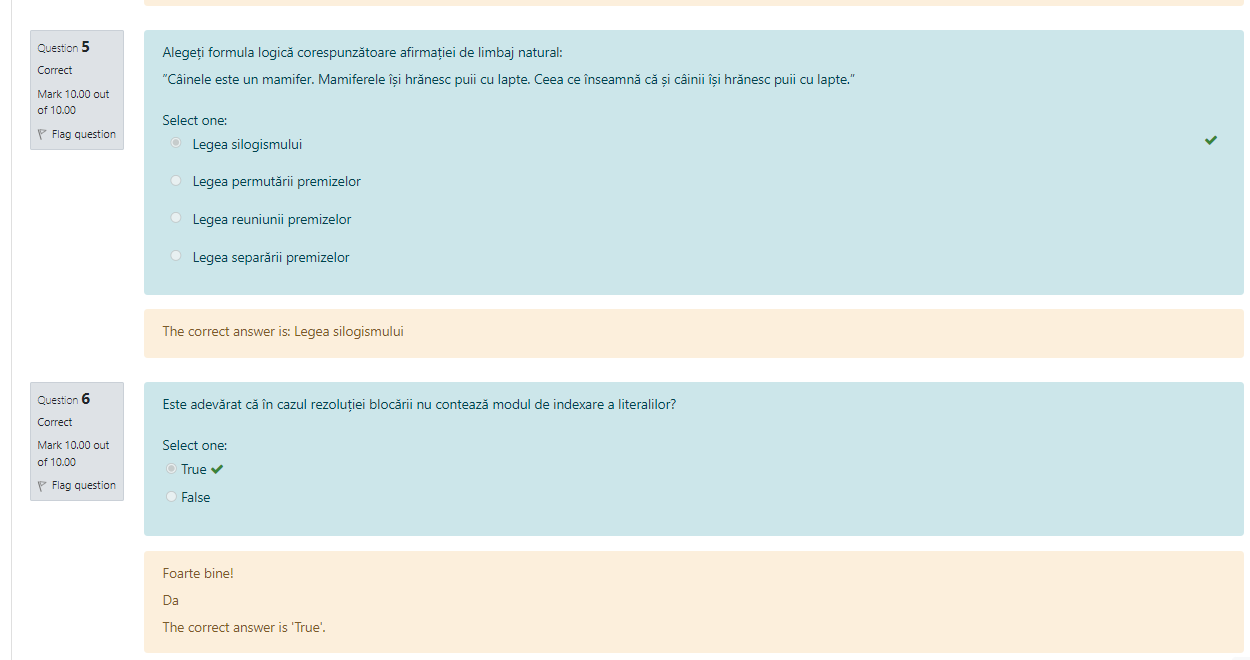 Question 5
Correct
Mark 10.00 out
of 10.00
Flag question
Alegeți formula logică corespunzătoare afirmației de limbaj natural:
”Câinele este un mamifer. Mamiferele își hrănesc puii cu lapte. Ceea ce înseamnă că și câinii își hrănesc puii cu lapte.”
Select one:
Legea silogismului
Legea permutării premizelor
Legea reuniunii premizelor
Legea separării premizelor
The correct answer is: Legea silogismului
Question 6
Correct
Mark 10.00 out
of 10.00
Flag question
Este adevărat că în cazul rezoluției blocării nu contează modul de indexare a literalilor?
Select one:
True
False
Foarte bine!
Da
The correct answer is 'True'.